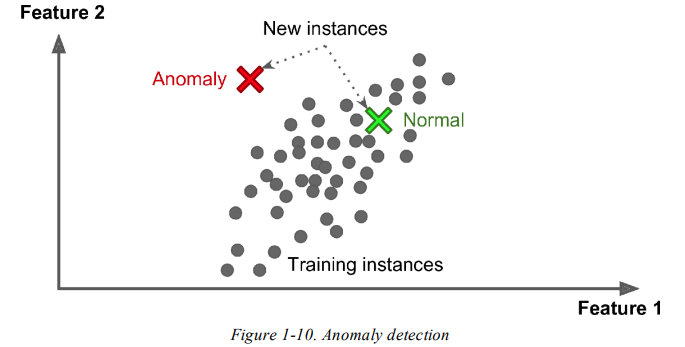 Feature 2
New instances
Anomaly
Normal
Training instances
Feature 1
Figure 1-10. Anomaly detection